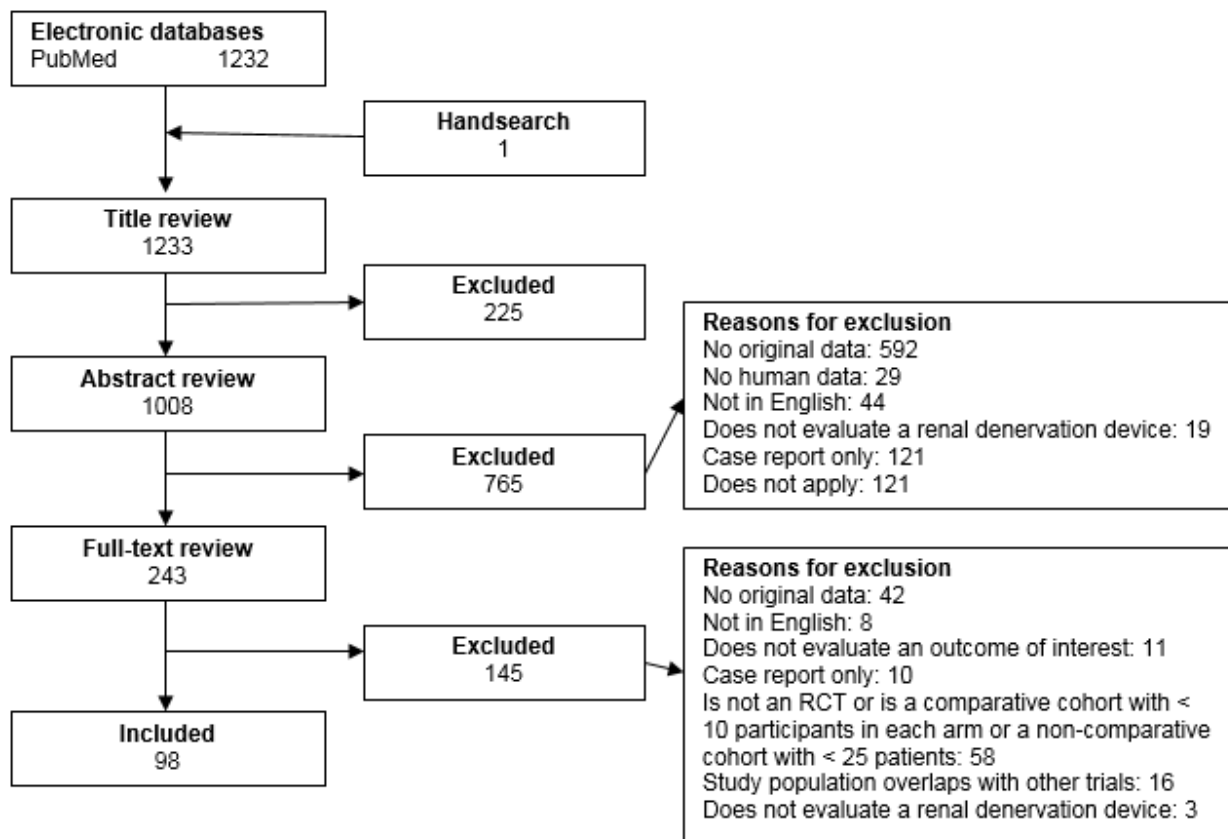 Electronic databases
PubMed 1232
Handsearch
1
Title review
1233
Excluded
225
Abstract review
1008
Excluded
765
Reasons for exclusion
No original data: 592
No human data: 29
Not in English: 44
Does not evaluate a renal denervation device: 19
Case report only: 121
Does not apply: 121
Full-text review
243
Excluded
145
Reasons for exclusion
No original data: 42
Not in English: 8
Does not evaluate an outcome of interest: 11
Case report only: 10
Is not an RCT or is a comparative cohort with <
10 participants in each arm or a non-comparative
cohort with < 25 patients: 58
Study population overlaps with other trials: 16
Does not evaluate a renal denervation device: 3
Included
98